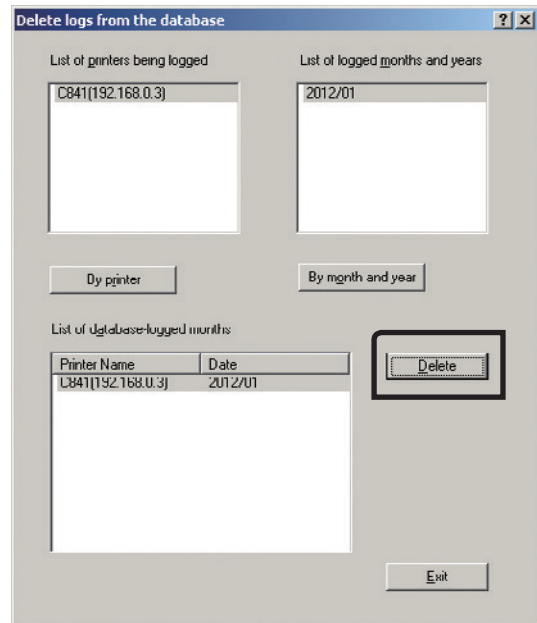 Delete logs from the database ? X
List of printers being logged
List of logged months and years
C841(192.168.0.3)
2012/01
By printer
By month and year
List of database-logged months
Printer Name Date
C841(192.168.0.3) 2012/01
Delete
Exit